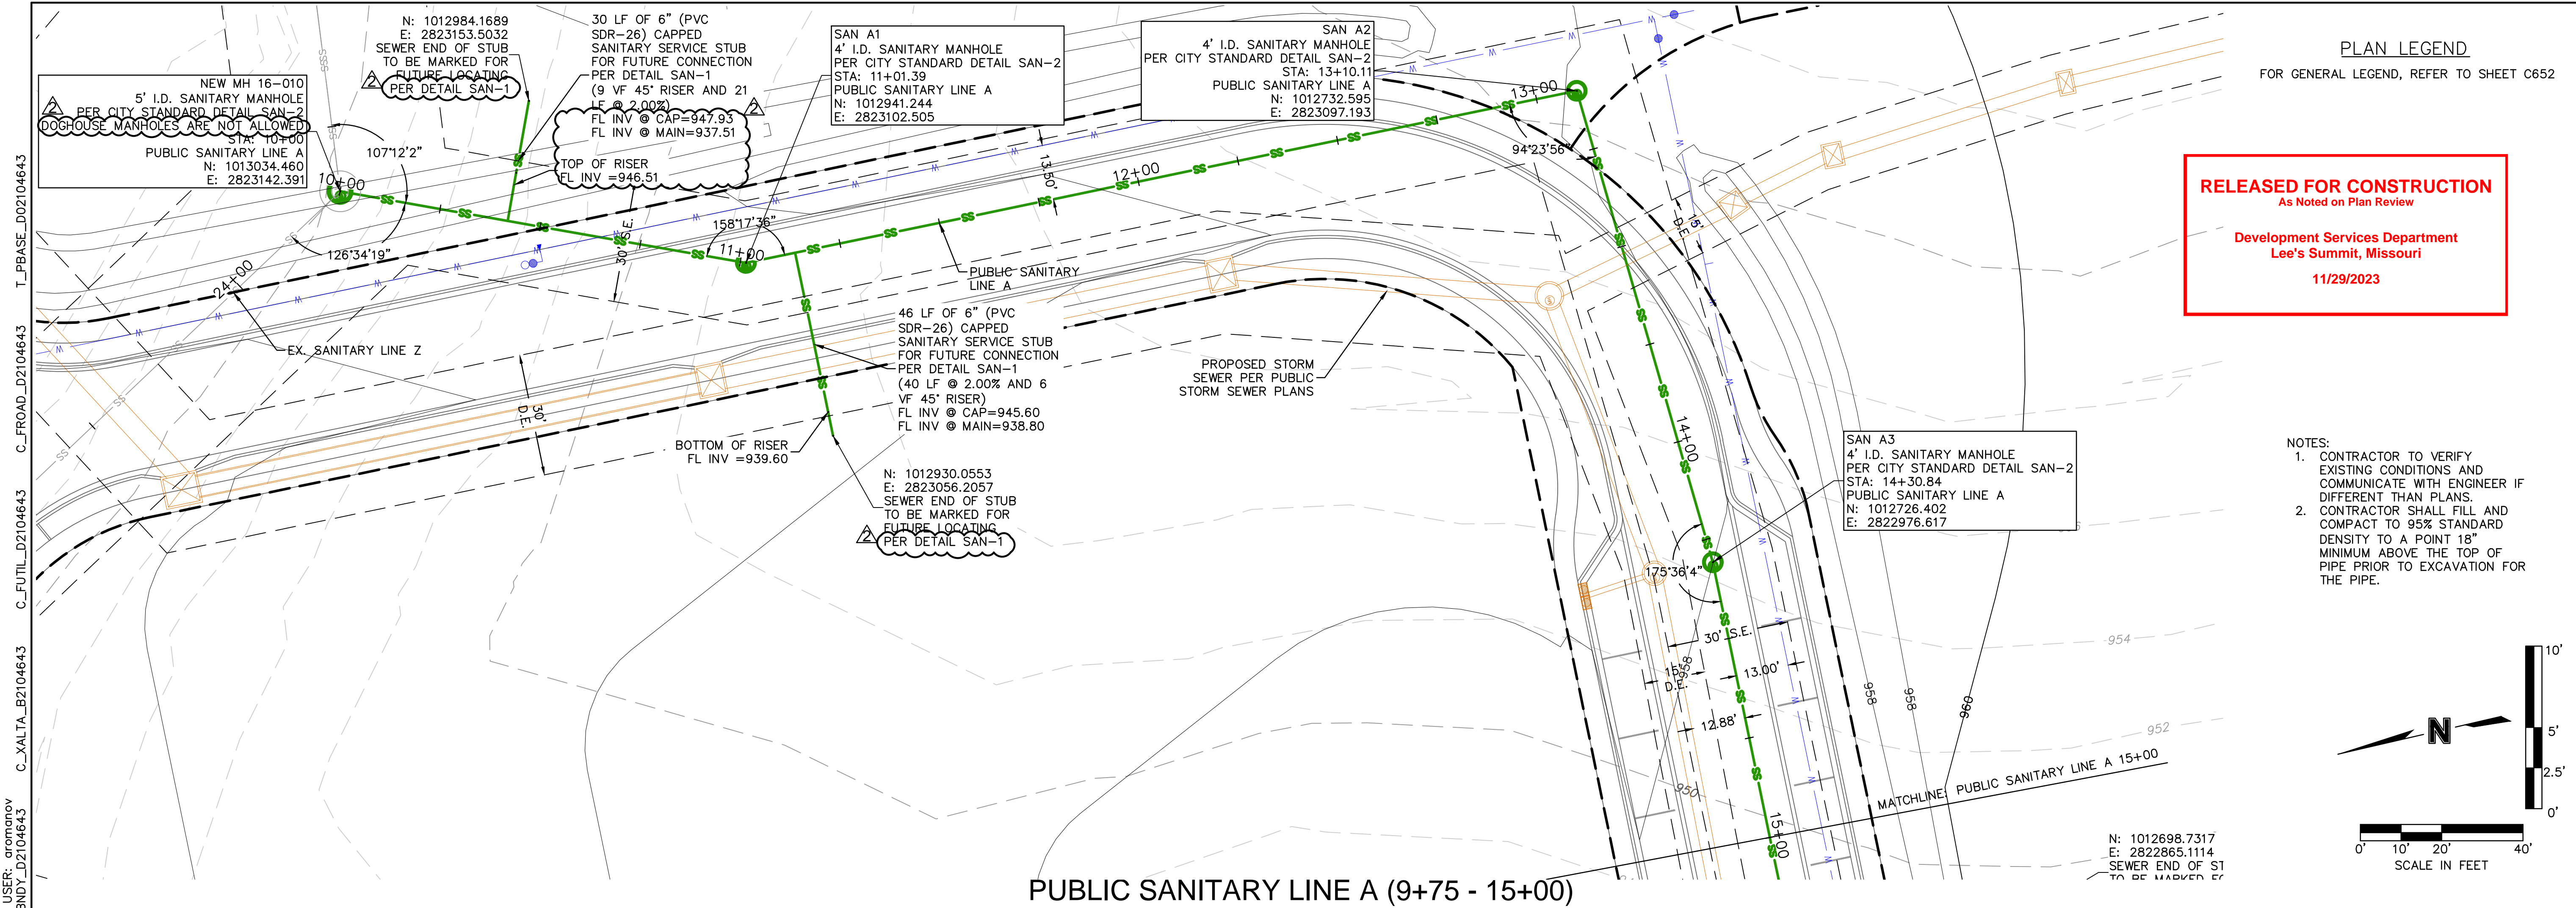 N: 1012984.1689
E: 2823153.5032
SEWER END OF STUB
TO BE MARKED FOR
FUTURE LOCATING
2
PER DETAIL SAN-1
30 LF OF 6" (PVC
SDR-26) CAPPED
SANITARY SERVICE STUB
FOR FUTURE CONNECTION
PER DETAIL SAN-1
(9 VF 45° RISER AND 21
LF @ 2.00%)
2
FL INV @ CAP=947.93
FL INV @ MAIN=937.51
TOP OF RISER
FL INV =946.51
SAN A1
4' I.D. SANITARY MANHOLE
PER CITY STANDARD DETAIL SAN-2
STA: 11+01.39
PUBLIC SANITARY LINE A
N: 1012941.244
E: 2823102.505
SAN A2
4' I.D. SANITARY MANHOLE
PER CITY STANDARD DETAIL SAN-2
STA: 13+10.11
PUBLIC SANITARY LINE A
N: 1012732.595
E: 2823097.193
NEW MH 16-010
5' I.D. SANITARY MANHOLE
2
PER CITY STANDARD DETAIL SAN-2
DOGHOUSE MANHOLES ARE NOT ALLOWED
STA: 10+00
PUBLIC SANITARY LINE A
N: 1013034.460
E: 2823142.391
PLAN LEGEND
FOR GENERAL LEGEND, REFER TO SHEET C652
RELEASED FOR CONSTRUCTION
As Noted on Plan Review
Development Services Department
Lee's Summit, Missouri
11/29/2023
10+00
107°12'2"
126°34'19"
24+00
EX. SANITARY LINE Z
30' S.E.
158°17'36"
11+00
13.50'
12+00
13+00
94°23'56"
15'
D.E.
PUBLIC SANITARY
LINE A
46 LF OF 6" (PVC
SDR-26) CAPPED
SANITARY SERVICE STUB
FOR FUTURE CONNECTION
PER DETAIL SAN-1
(40 LF @ 2.00% AND 6
VF 45° RISER)
FL INV @ CAP=945.60
FL INV @ MAIN=938.80
BOTTOM OF RISER
FL INV =939.60
30'
D.E.
N: 1012930.0553
E: 2823056.2057
SEWER END OF STUB
TO BE MARKED FOR
FUTURE LOCATING
2
PER DETAIL SAN-1
PROPOSED STORM
SEWER PER PUBLIC
STORM SEWER PLANS
14+00
SAN A3
4' I.D. SANITARY MANHOLE
PER CITY STANDARD DETAIL SAN-2
STA: 14+30.84
PUBLIC SANITARY LINE A
N: 1012726.402
E: 2822976.617
175°36'4"
30' S.E.
15'
D.E.
958
13.00'
12.88'
950
958
958
960
954
952
15+00
MATCHLINE: PUBLIC SANITARY LINE A 15+00
N: 1012698.7317
E: 2822865.1114
SEWER END OF ST
TO BE MARKED FO
NOTES:
1. CONTRACTOR TO VERIFY
EXISTING CONDITIONS AND
COMMUNICATE WITH ENGINEER IF
DIFFERENT THAN PLANS.
2. CONTRACTOR SHALL FILL AND
COMPACT TO 95% STANDARD
DENSITY TO A POINT 18"
MINIMUM ABOVE THE TOP OF
PIPE PRIOR TO EXCAVATION FOR
THE PIPE.
N
10'
5'
2.5'
0'
0' 10' 20' 40'
SCALE IN FEET
PUBLIC SANITARY LINE A (9+75 - 15+00)
T_PBASE_D02104643
C_FROAD_D2104643
C_FUTIL_D2104643
C_XALTA_B2104643
BNDY_D2104643
USER: aromanov